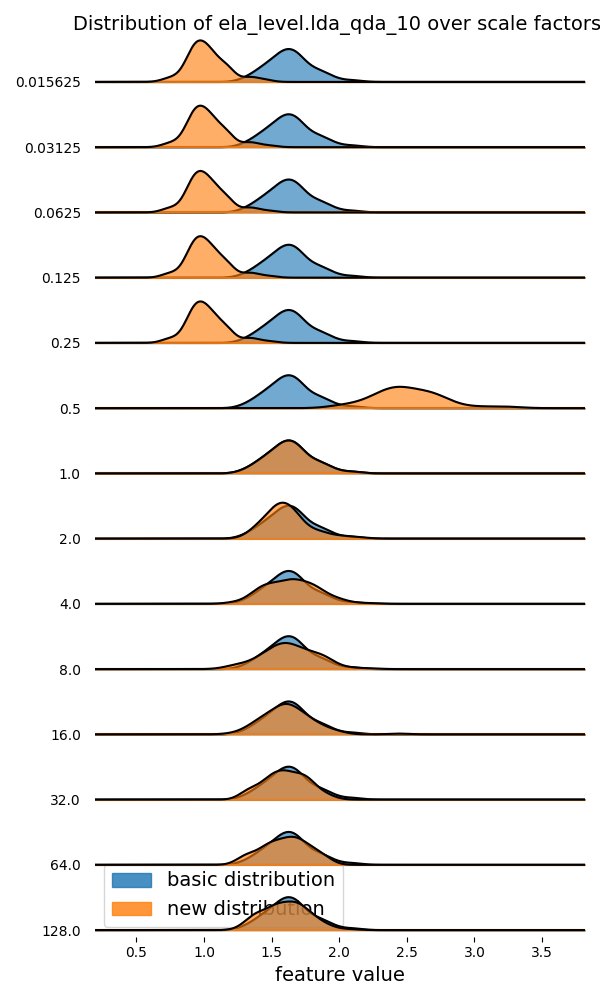 Distribution of ela_level.lda_qda_10 over scale factors
0.015625
0.03125
0.0625
0.125
0.25
0.5
1.0
2.0
4.0
8.0
16.0
32.0
64.0
basic distribution
new distribution
128.0
0.5 1.0 1.5 2.0 2.5 3.0 3.5
feature value